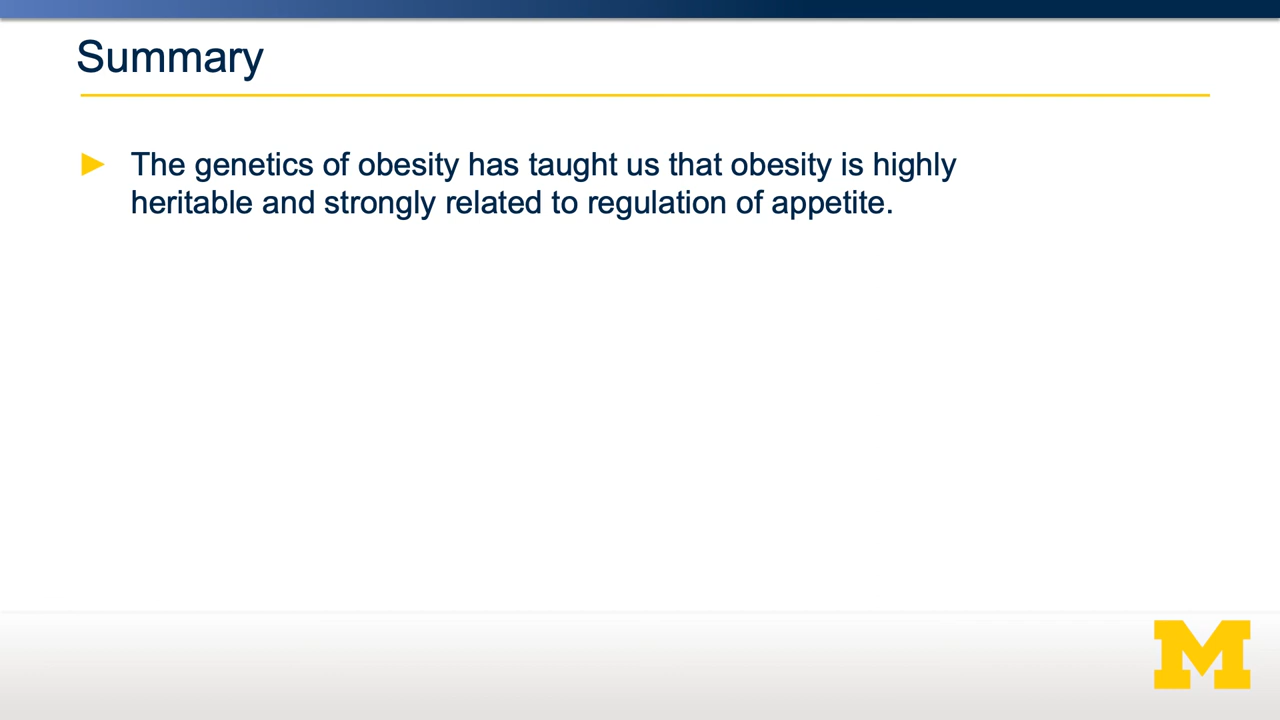 Summary
The genetics of obesity has taught us that obesity is highly
heritable and strongly related to regulation of appetite.
M